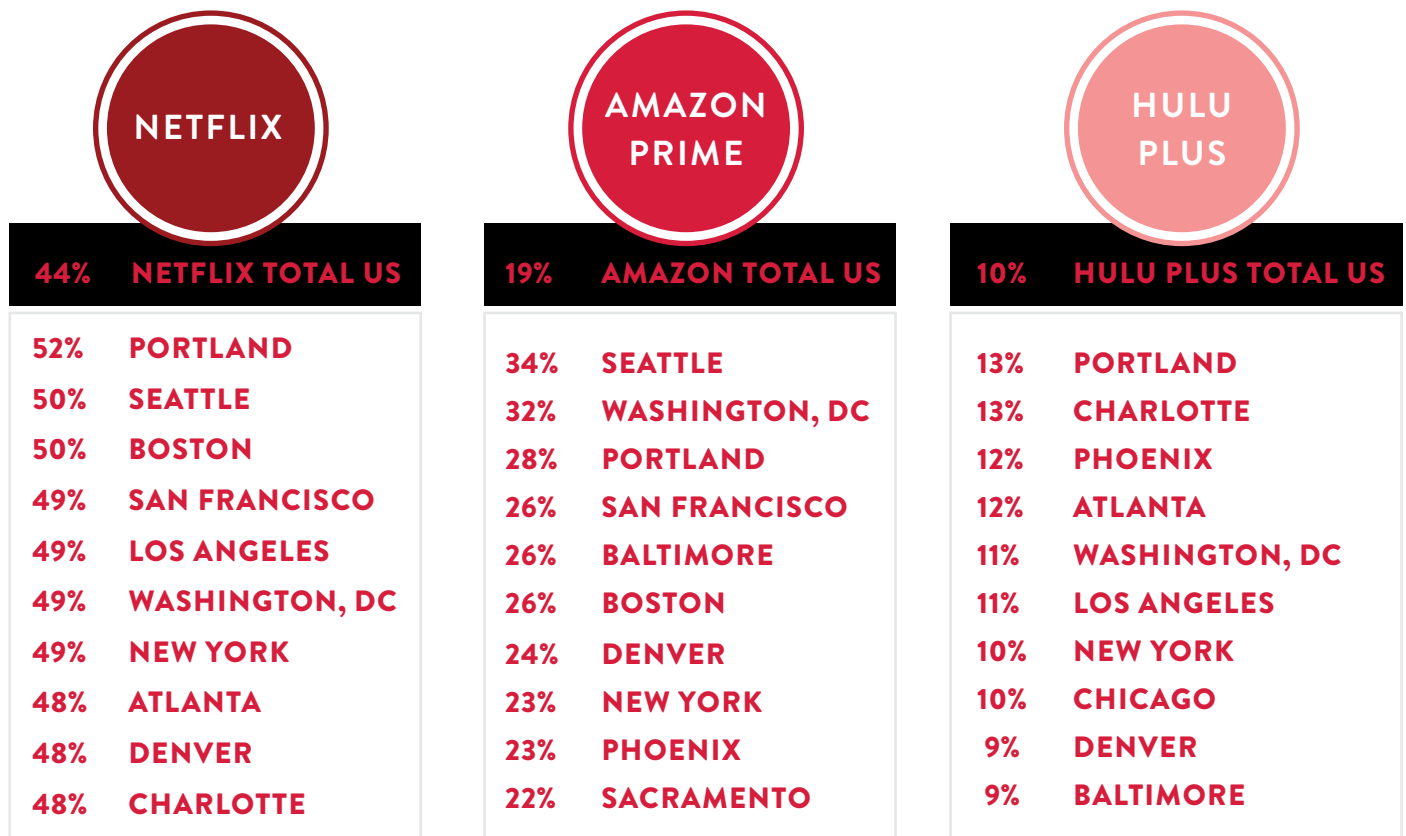 NETFLIX
44% NETFLIX TOTAL US
52% PORTLAND
50% SEATTLE
50% BOSTON
49% SAN FRANCISCO
49% LOS ANGELES
49% WASHINGTON, DC
49% NEW YORK
48% ATLANTA
48% DENVER
48% CHARLOTTE
AMAZON
PRIME
19% AMAZON TOTAL US
34% SEATTLE
32% WASHINGTON, DC
28% PORTLAND
26% SAN FRANCISCO
26% BALTIMORE
26% BOSTON
24% DENVER
23% NEW YORK
23% PHOENIX
22% SACRAMENTO
HULU
PLUS
10% HULU PLUS TOTAL US
13% PORTLAND
13% CHARLOTTE
12% PHOENIX
12% ATLANTA
11% WASHINGTON, DC
11% LOS ANGELES
10% NEW YORK
10% CHICAGO
9% DENVER
9% BALTIMORE